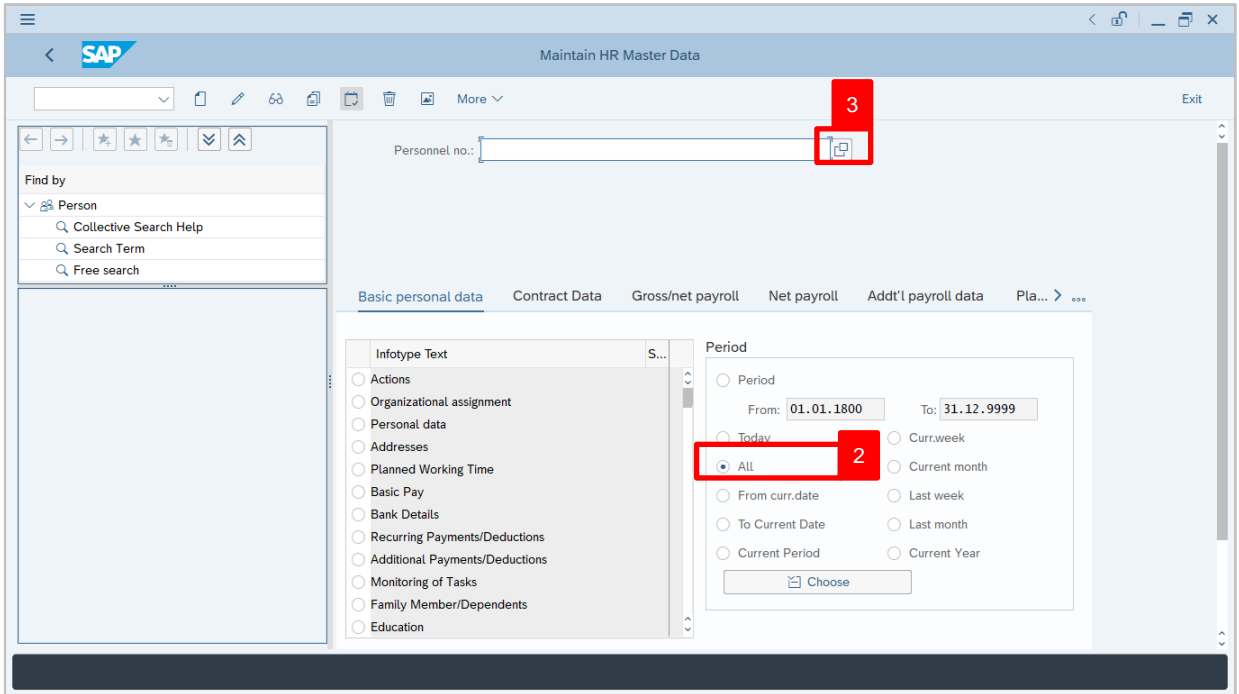 SAP
Maintain HR Master Data
More
Exit
3
Personnel no.:
Find by
Person
Collective Search Help
Search Term
Free search
Basic personal data Contract Data Gross/net payroll Net payroll Addt'l payroll data Pla...
Infotype Text S...
Actions
Organizational assignment
Personal data
Addresses
Planned Working Time
Basic Pay
Bank Details
Recurring Payments/Deductions
Additional Payments/Deductions
Monitoring of Tasks
Family Member/Dependents
Education
Period
Period
From: 01.01.1800 To: 31.12.9999
Today Curr.week
All 2 Current month
From curr.date Last week
To Current Date Last month
Current Period Current Year
Choose